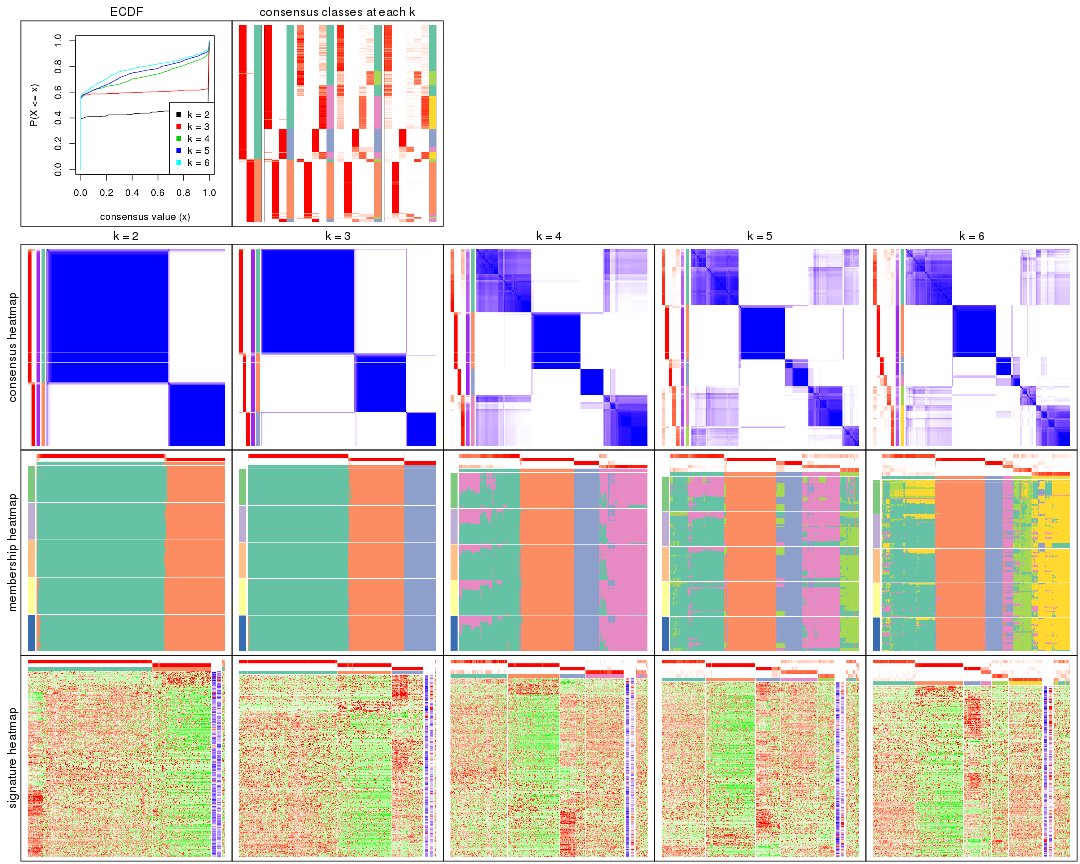 ECDF
consensus classes at each k
P(X <= x)
0.0 0.2 0.4 0.6 0.8 1.0
k = 2
k = 3
k = 4
k = 5
k = 6
0.0 0.2 0.4 0.6 0.8 1.0
consensus value (x)
k = 2
k = 3
k = 4
k = 5
k = 6
consensus heatmap
membership heatmap
signature heatmap